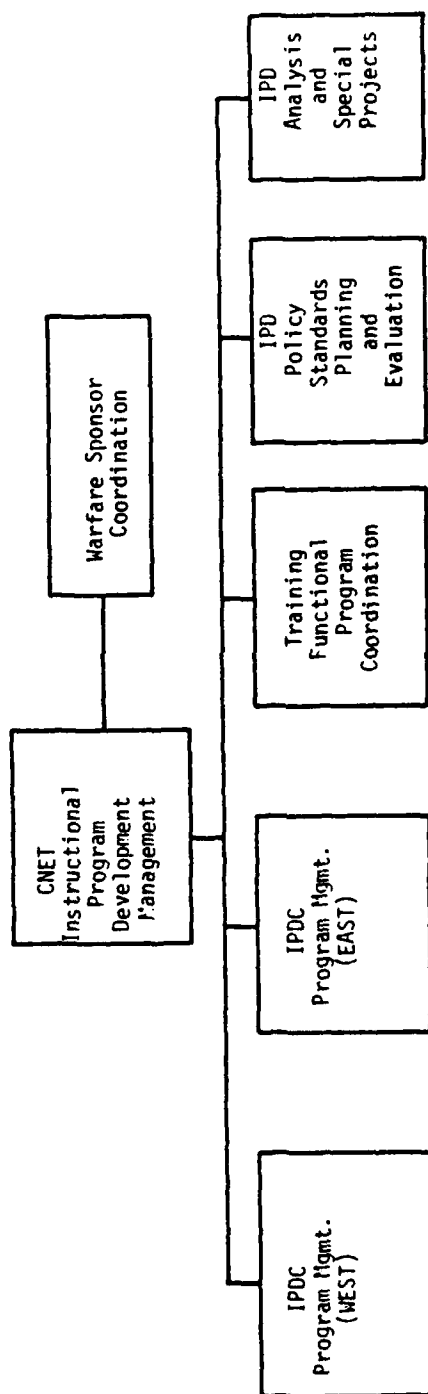 CNET
Instructional
Program
Development
Management
Warfare Sponsor
Coordination
IPDC
Program Mgmt.
(WEST)
IPDC
Program Mgmt.
(EAST)
Training
Functional
Program
Coordination
IPD
Policy
Standards
Planning
and
Evaluation
IPD
Analysis
and
Special
Projects